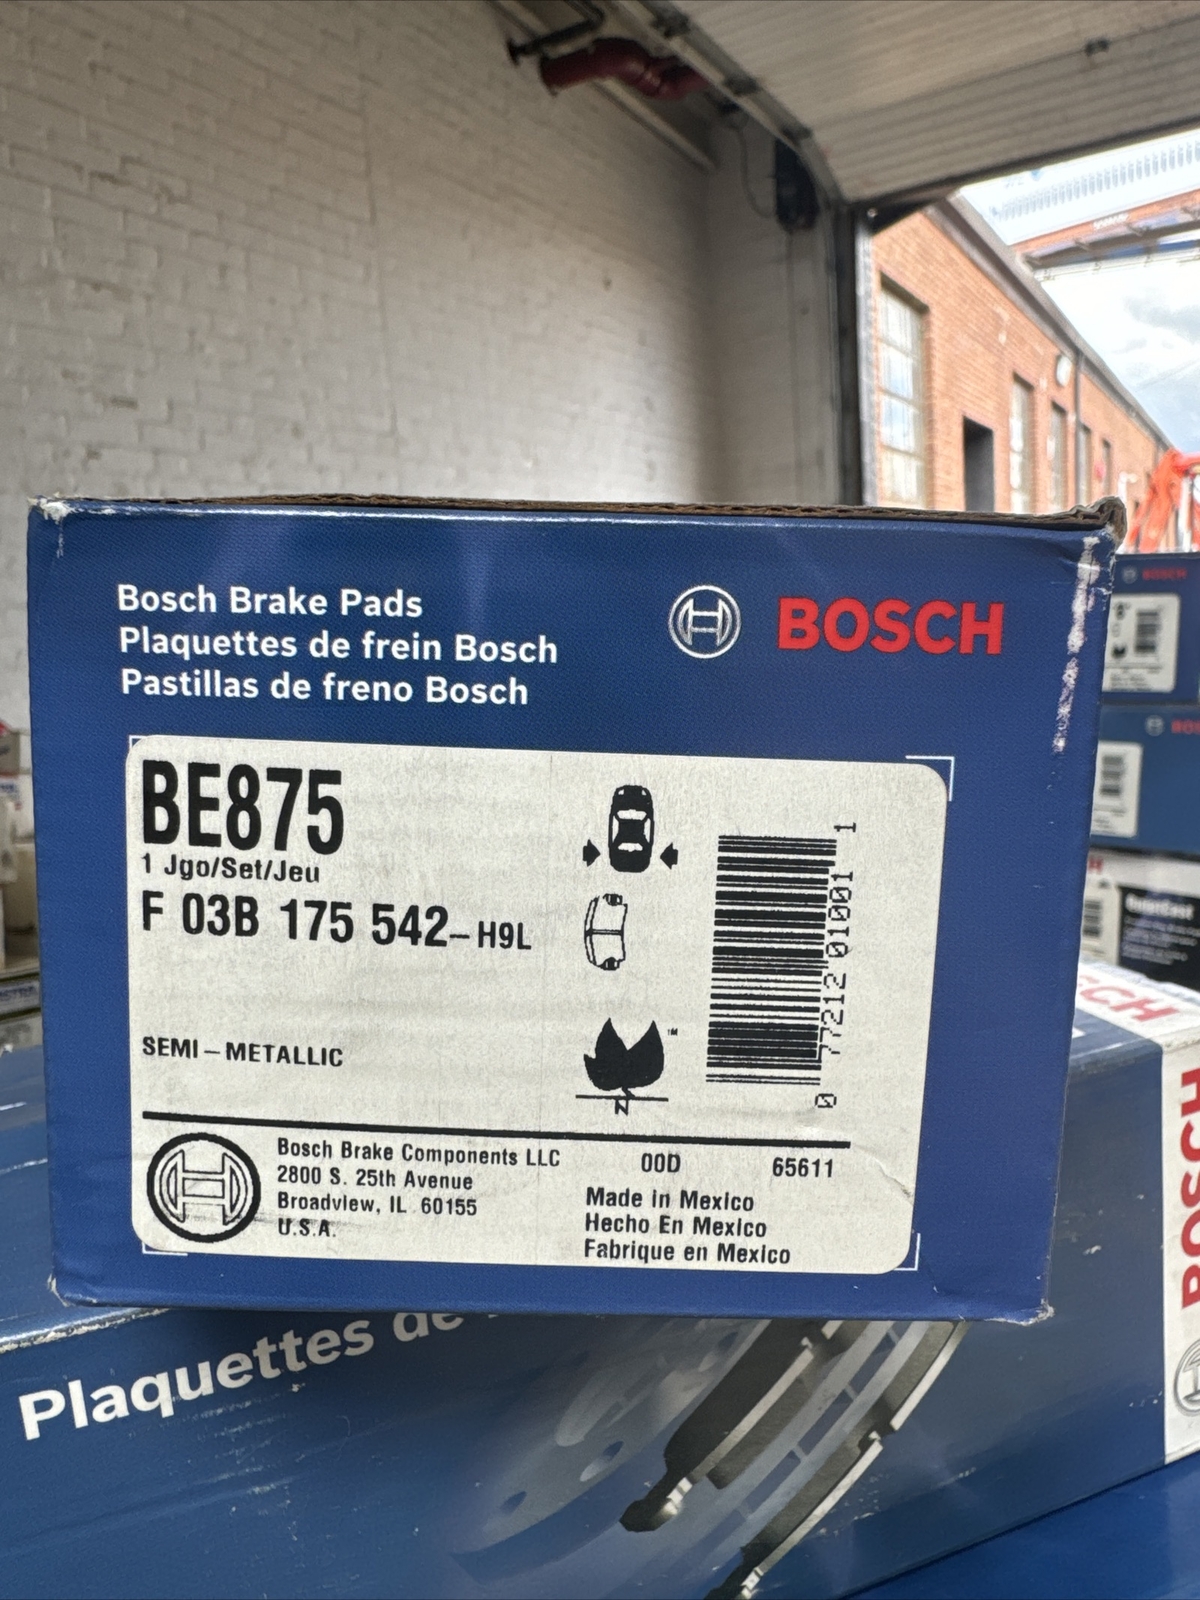 Bosch Brake Pads
Plaquettes de frein Bosch
Pastillas de freno Bosch
BOSCH
BE875
1 Jgo/Set/Jeu
F 03B 175 542-H9L
SEMI-METALLIC
TM
N
0 77212 01001 1
Bosch Brake Components LLC
2800 S. 25th Avenue
Broadview, IL 60155
U.S.A.
00D
65611
Made in Mexico
Hecho En Mexico
Fabrique en Mexico
Plaquettes de
BOSCH
BOSCH